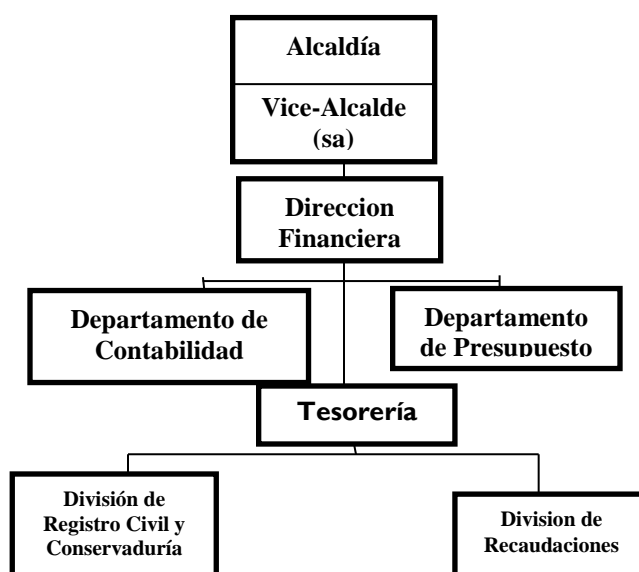 Alcaldía
Vice-Alcalde
(sa)
Direccion
Financiera
Departamento de
Contabilidad
Departamento
de Presupuesto
Tesorería
División de
Registro Civil y
Conservaduría
Division de
Recaudaciones